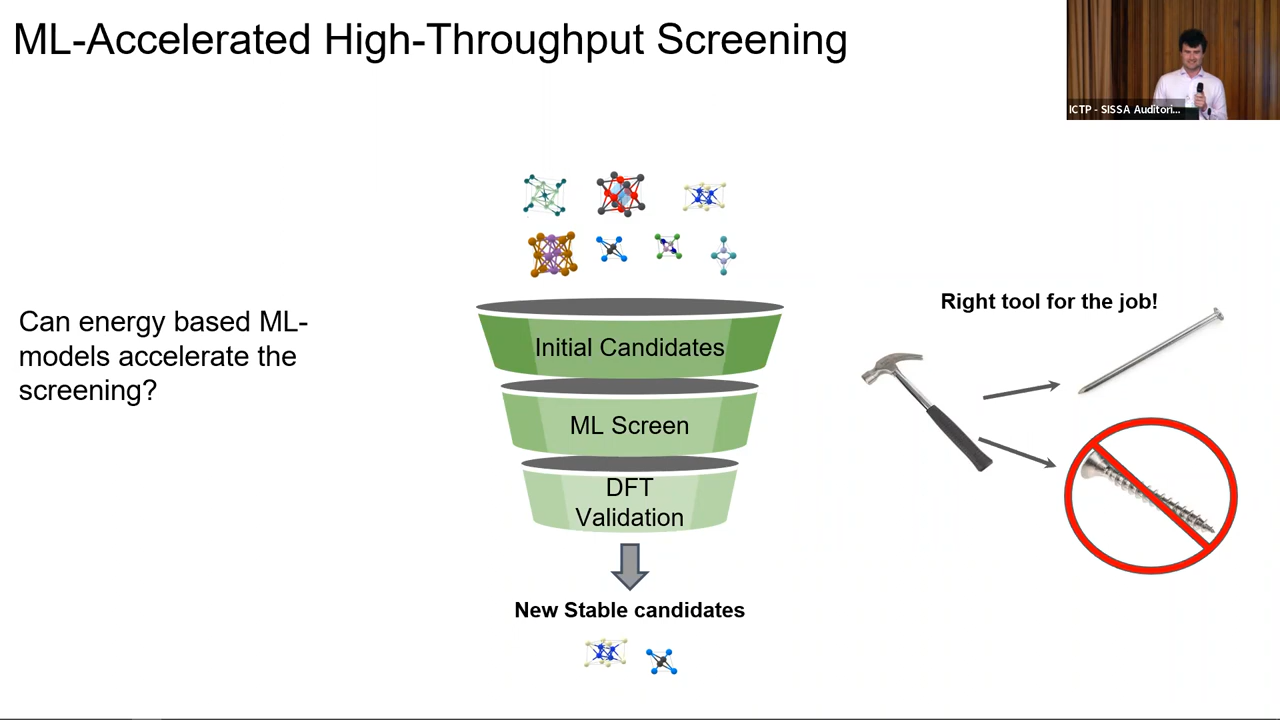 ML-Accelerated High-Throughput Screening
ICTP - SISSA Auditori...
Can energy based ML-
models accelerate the
screening?
Initial Candidates
ML Screen
DFT
Validation
New Stable candidates
Right tool for the job!